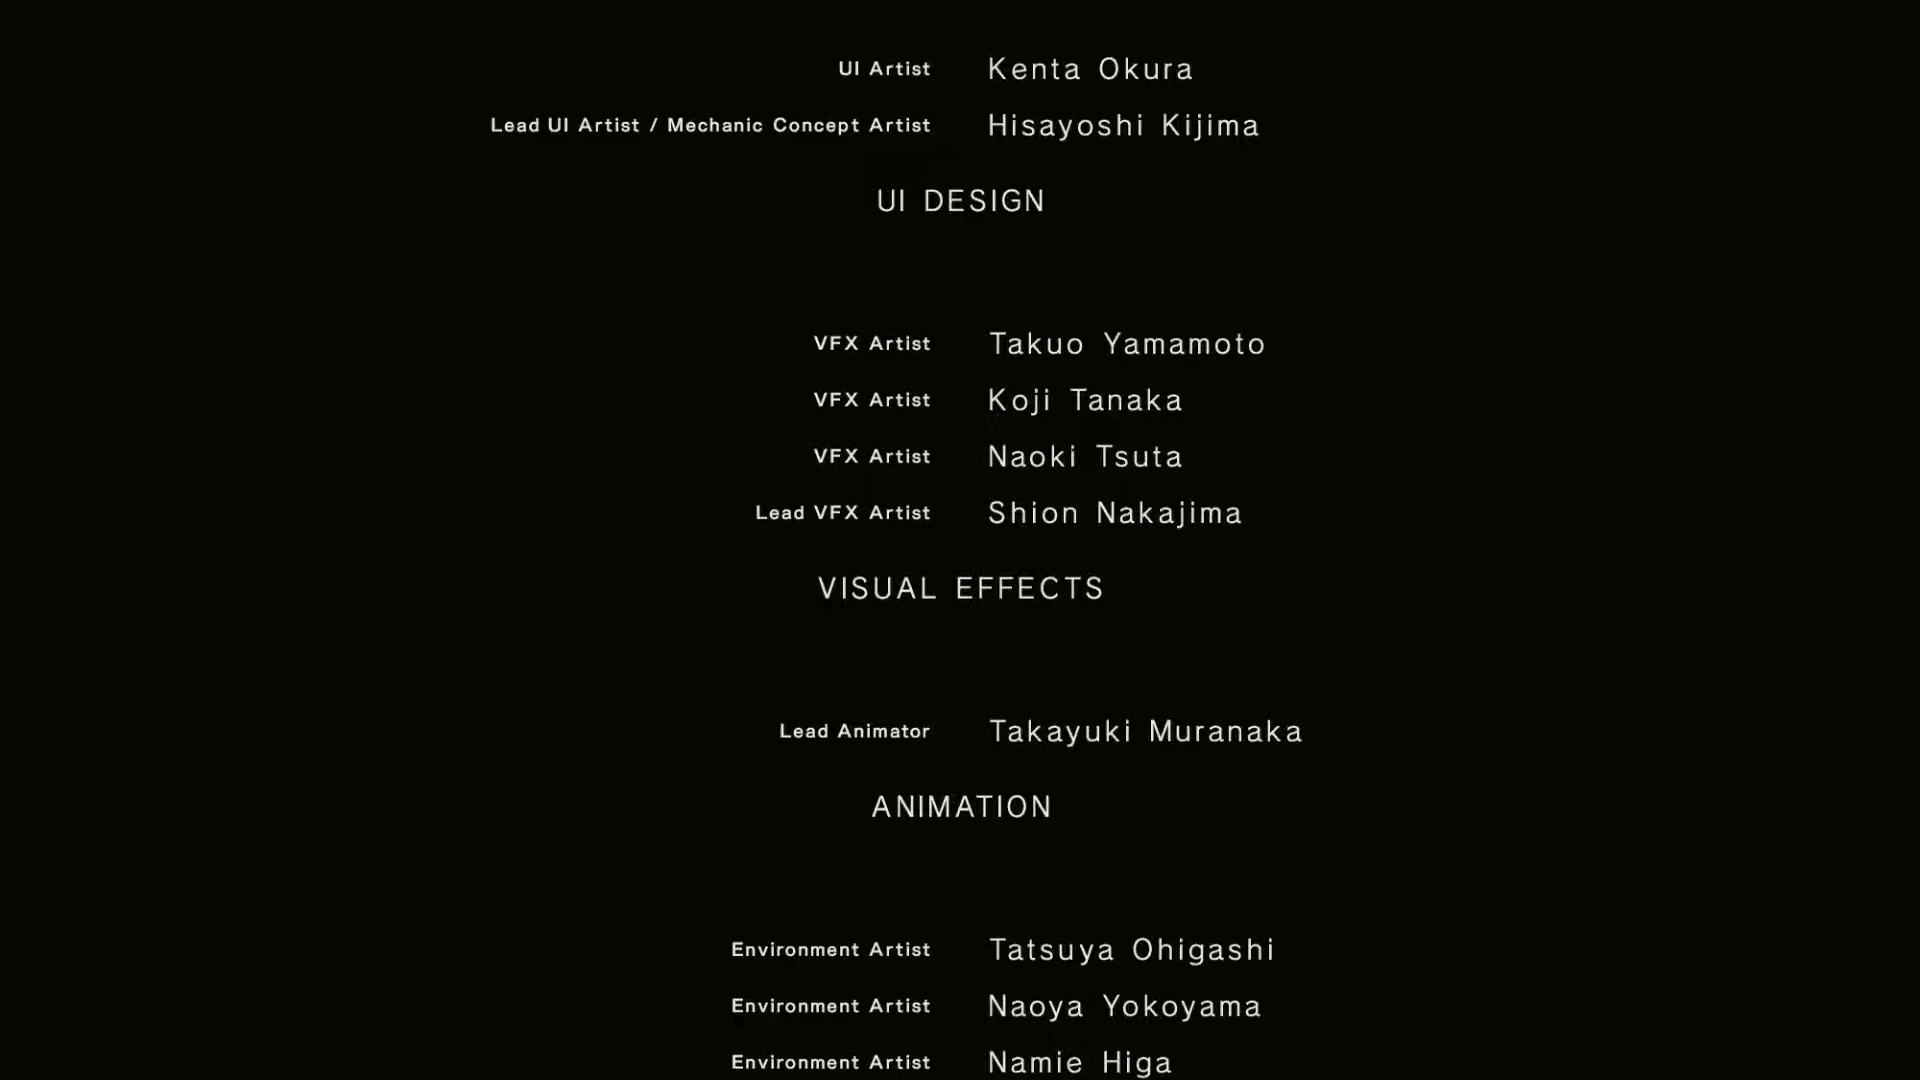 UI Artist Kenta Okura
Lead UI Artist / Mechanic Concept Artist Hisayoshi Kijima
UI DESIGN
VFX Artist Takuo Yamamoto
VFX Artist Koji Tanaka
VFX Artist Naoki Tsuta
Lead VFX Artist Shion Nakajima
VISUAL EFFECTS
Lead Animator Takayuki Muranaka
ANIMATION
Environment Artist Tatsuya Ohigashi
Environment Artist Naoya Yokoyama
Environment Artist Namie Higa